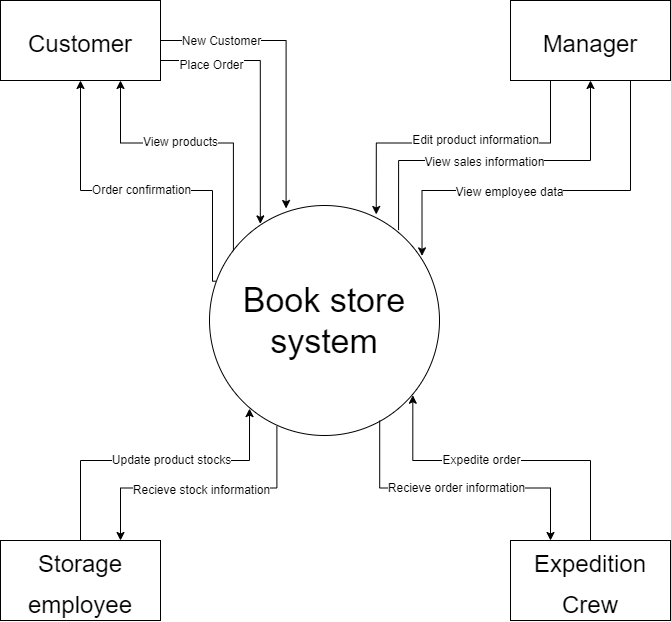 Customer
Manager
New Customer
Place Order
View products
Order confirmation
Edit product information
View sales information
View employee data
Book store
system
Update product stocks
Recieve stock information
Expedite order
Recieve order information
Storage
employee
Expedition
Crew